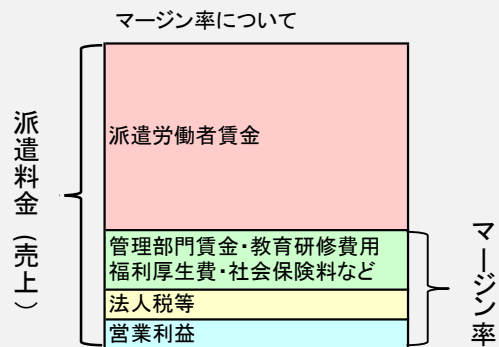 マージン率について
派遣料金（売上）
派遣労働者賃金
管理部門賃金・教育研修費用
福利厚生費・社会保険料など
法人税等
営業利益
マージン率